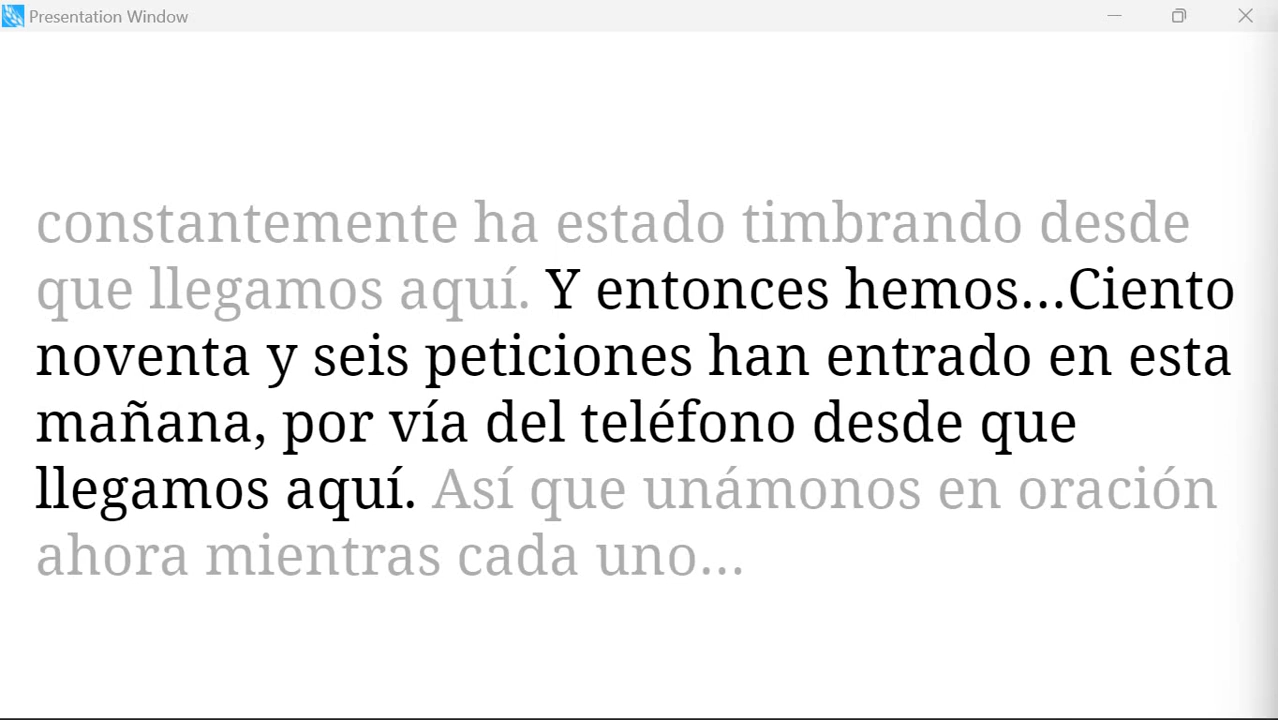 Presentation Window
constantemente ha estado timbrando desde
que llegamos aquí. Y entonces hemos...Ciento
noventa y seis peticiones han entrado en esta
mañana, por vía del teléfono desde que
llegamos aquí. Así que unámonos en oración
ahora mientras cada uno...